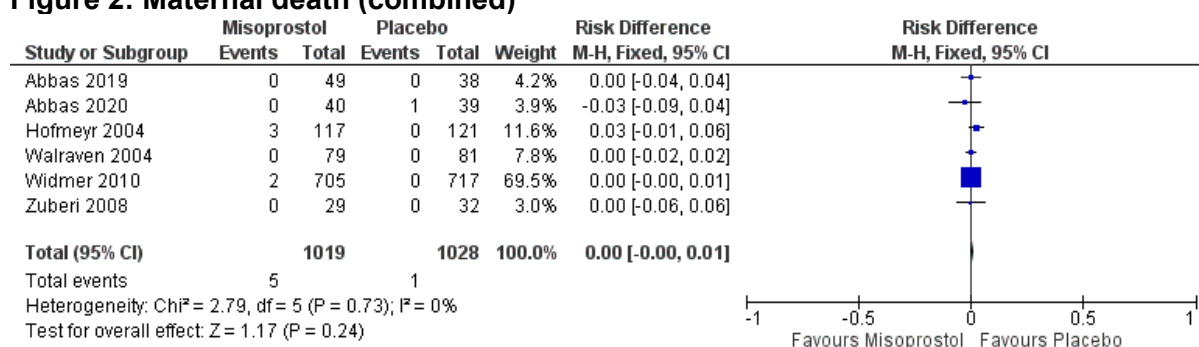 Figure 2: Maternal death (combined)
Misoprostol Placebo Risk Difference Risk Difference
Study or Subgroup Events Total Events Total Weight M-H, Fixed, 95% CI M-H, Fixed, 95% CI
Abbas 2019 0 49 0 38 4.2% 0.00 [-0.04, 0.04]
Abbas 2020 0 40 1 39 3.9% -0.03 [-0.09, 0.04]
Hofmeyr 2004 3 117 0 121 11.6% 0.03 [-0.01, 0.06]
Walraven 2004 0 79 0 81 7.8% 0.00 [-0.02, 0.02]
Widmer 2010 2 705 0 717 69.5% 0.00 [-0.00, 0.01]
Zuberi 2008 0 29 0 32 3.0% 0.00 [-0.06, 0.06]
Total (95% CI) 1019 1028 100.0% 0.00 [-0.00, 0.01]
Total events 5 1
Heterogeneity: Chi² = 2.79, df = 5 (P = 0.73); I² = 0%
Test for overall effect: Z = 1.17 (P = 0.24)
-1 -0.5 0 0.5 1
Favours Misoprostol Favours Placebo